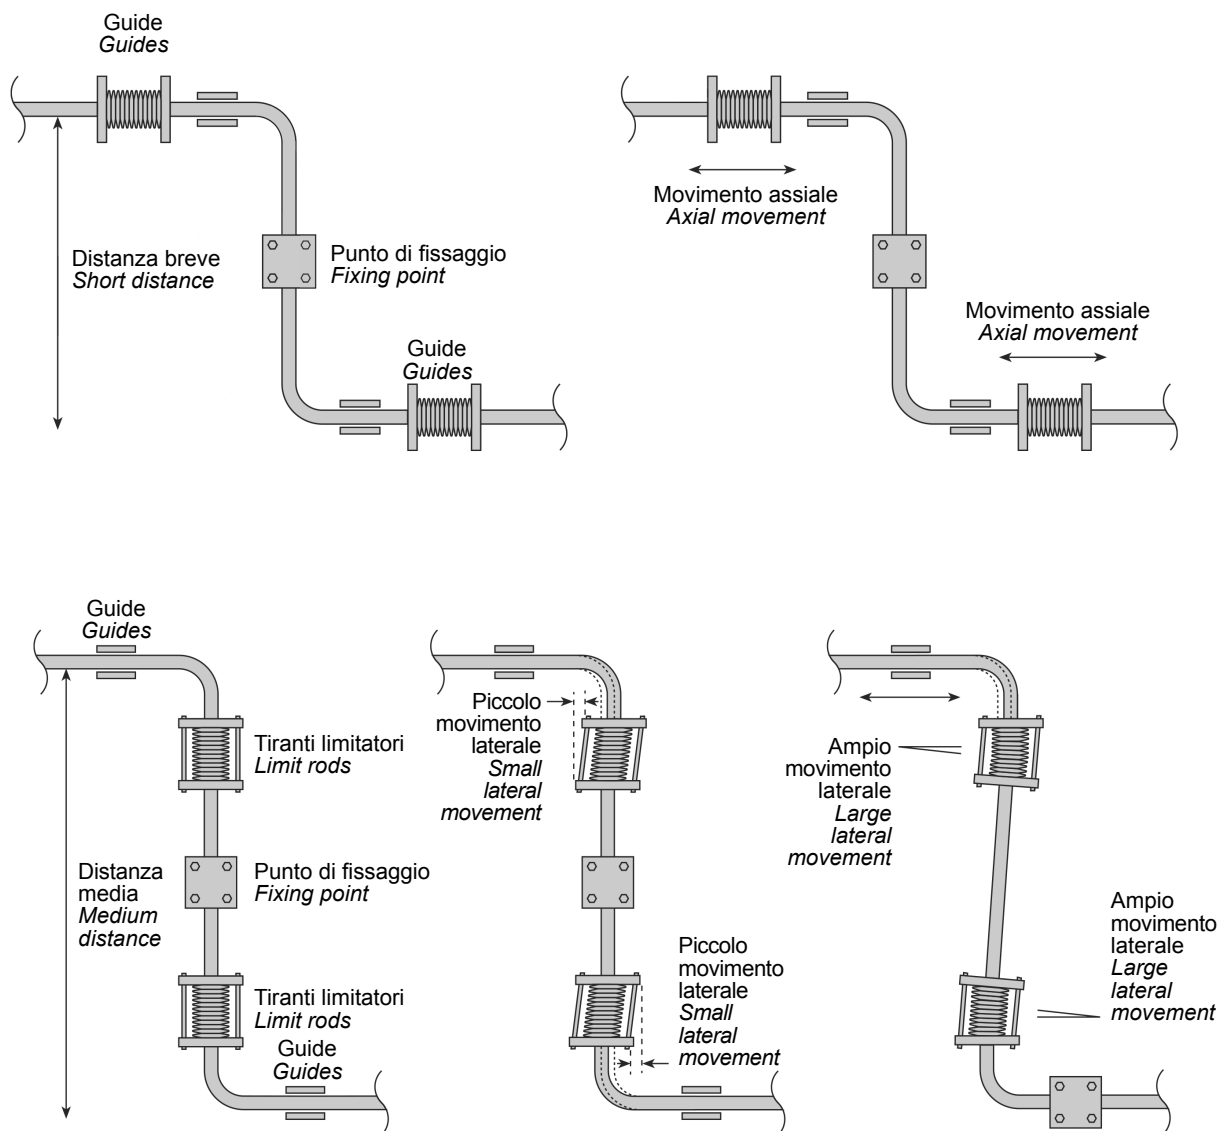 Guide
Guides
Distanza breve
Short distance
Punto di fissaggio
Fixing point
Guide
Guides
Movimento assiale
Axial movement
Movimento assiale
Axial movement
Guide
Guides
Tiranti limitatori
Limit rods
Distanza
media
Medium
distance
Punto di fissaggio
Fixing point
Tiranti limitatori
Limit rods
Guide
Guides
Piccolo
movimento
laterale
Small
lateral
movement
Piccolo
movimento
laterale
Small
lateral
movement
Ampio
movimento
laterale
Large
lateral
movement
Ampio
movimento
laterale
Large
lateral
movement